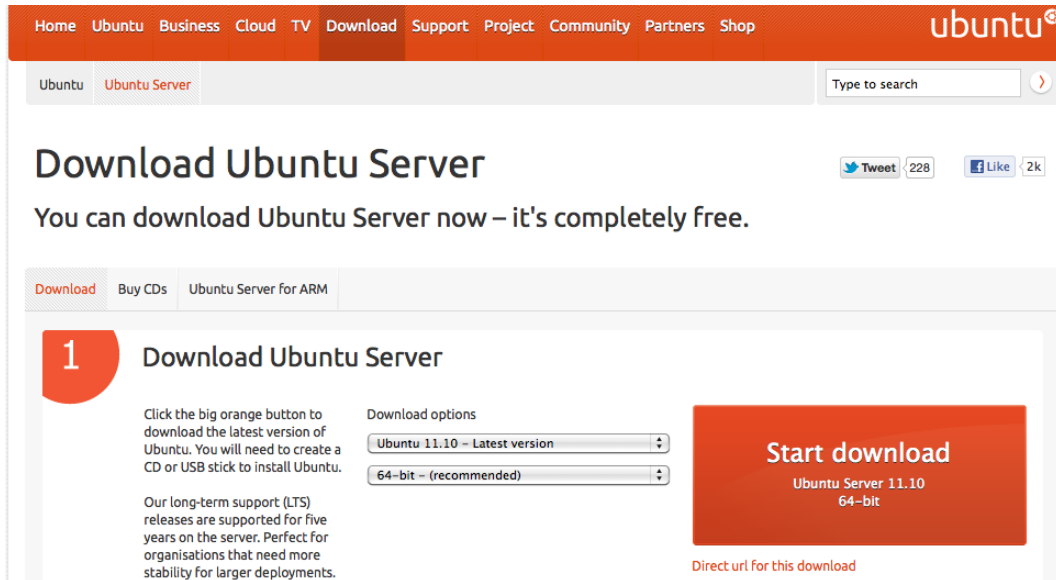 Home Ubuntu Business Cloud TV Download Support Project Community Partners Shop
ubuntu
Ubuntu Ubuntu Server
Type to search
Download Ubuntu Server
Tweet 228
Like 2k
You can download Ubuntu Server now – it's completely free.
Download Buy CDs Ubuntu Server for ARM
1
Download Ubuntu Server
Click the big orange button to
download the latest version of
Ubuntu. You will need to create a
CD or USB stick to install Ubuntu.
Our long-term support (LTS)
releases are supported for five
years on the server. Perfect for
organisations that need more
stability for larger deployments.
Download options
Ubuntu 11.10 – Latest version
64-bit – (recommended)
Start download
Ubuntu Server 11.10
64-bit
Direct url for this download